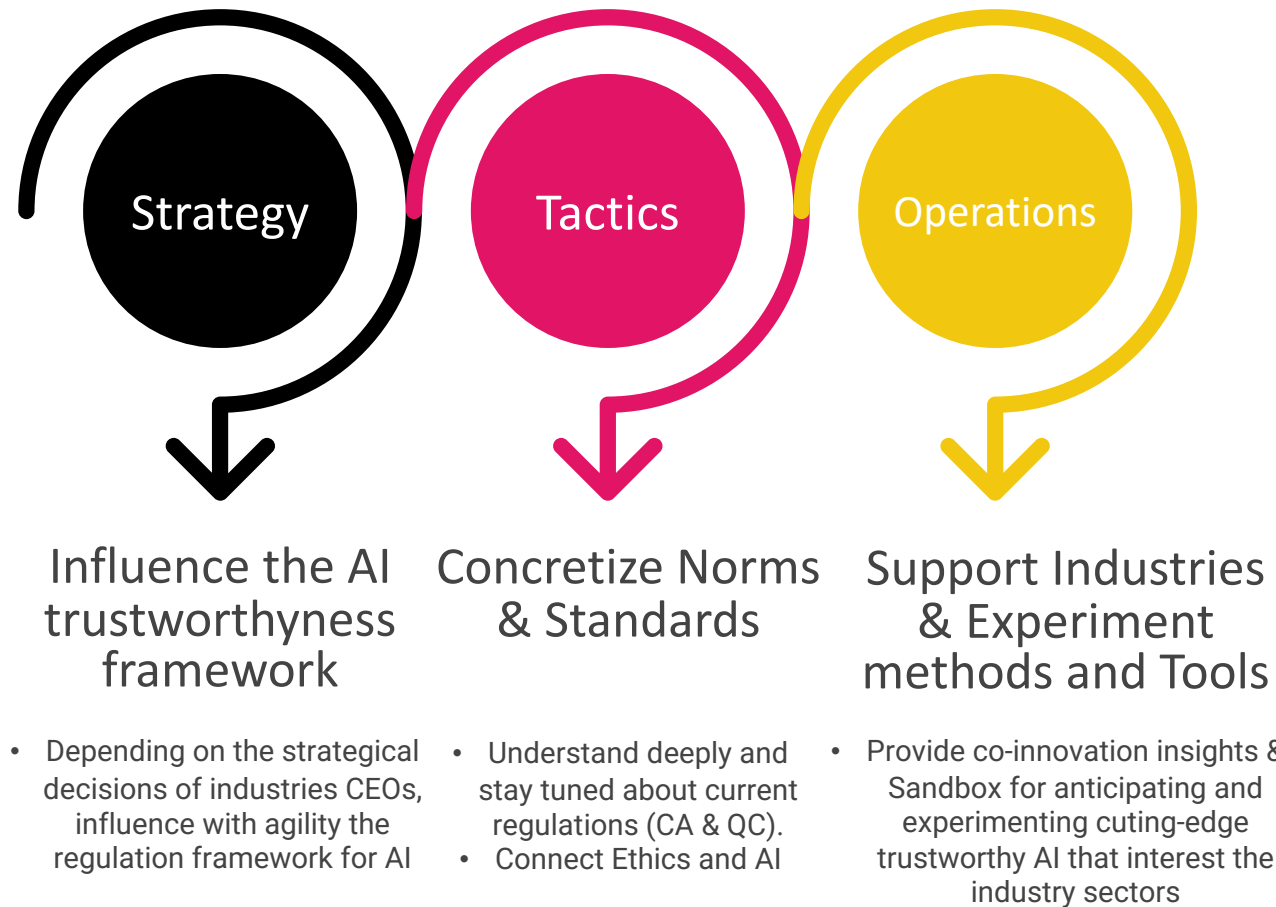 Strategy
Tactics
Operations
Influence the AI
trustworthyness
framework
Concretize Norms
& Standards
Support Industries
& Experiment
methods and Tools
• Depending on the strategical
decisions of industries CEOs,
influence with agility the
regulation framework for AI
• Understand deeply and
stay tuned about current
regulations (CA & QC).
• Connect Ethics and AI
• Provide co-innovation insights &
Sandbox for anticipating and
experimenting cuting-edge
trustworthy AI that interest the
industry sectors